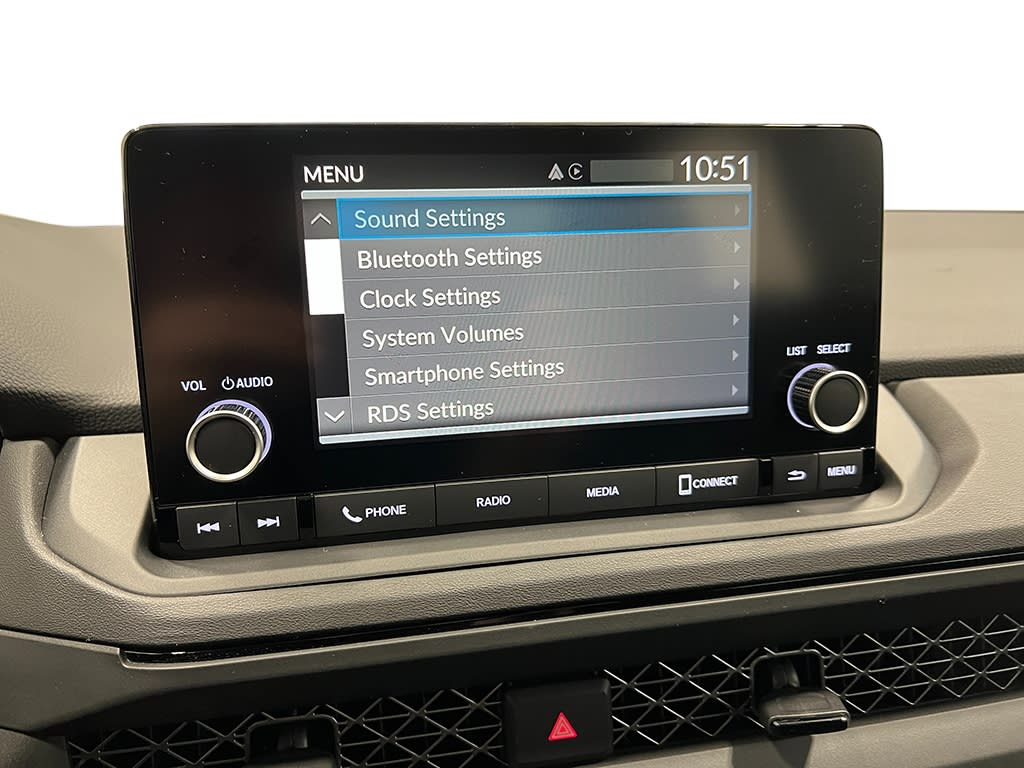 MENU 10:51
Sound Settings
Bluetooth Settings
Clock Settings
System Volumes
Smartphone Settings
RDS Settings
VOL AUDIO
LIST SELECT
PHONE RADIO MEDIA CONNECT MENU